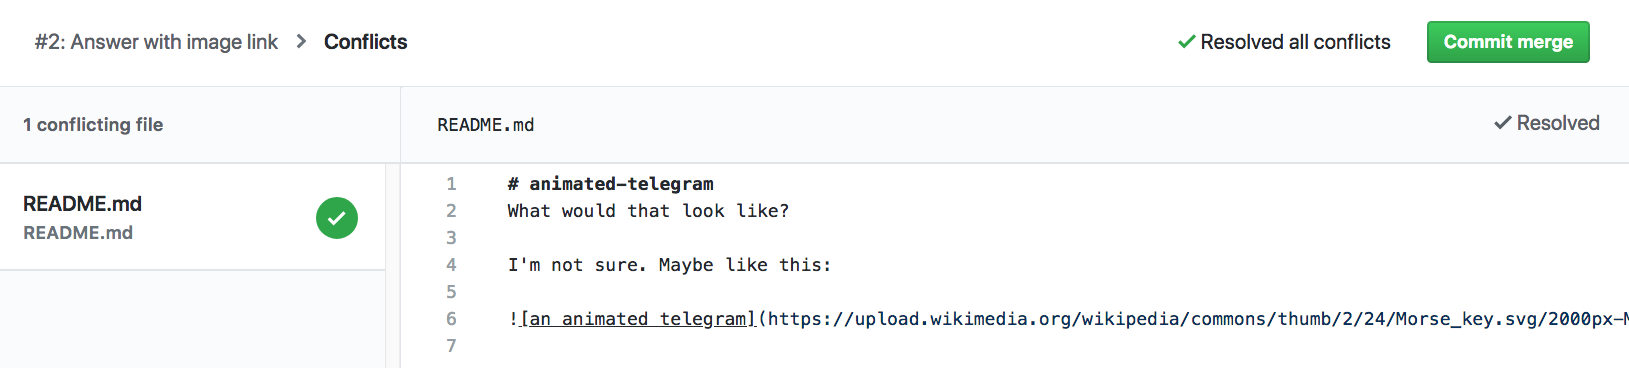 #2: Answer with image link > Conflicts
Resolved all conflicts
Commit merge
1 conflicting file
README.md
Resolved
README.md
README.md
1 # animated-telegram
2 What would that look like?
3
4 I'm not sure. Maybe like this:
5
6 ![an animated telegram](https://upload.wikimedia.org/wikipedia/commons/thumb/2/24/Morse_key.svg/2000px-
7